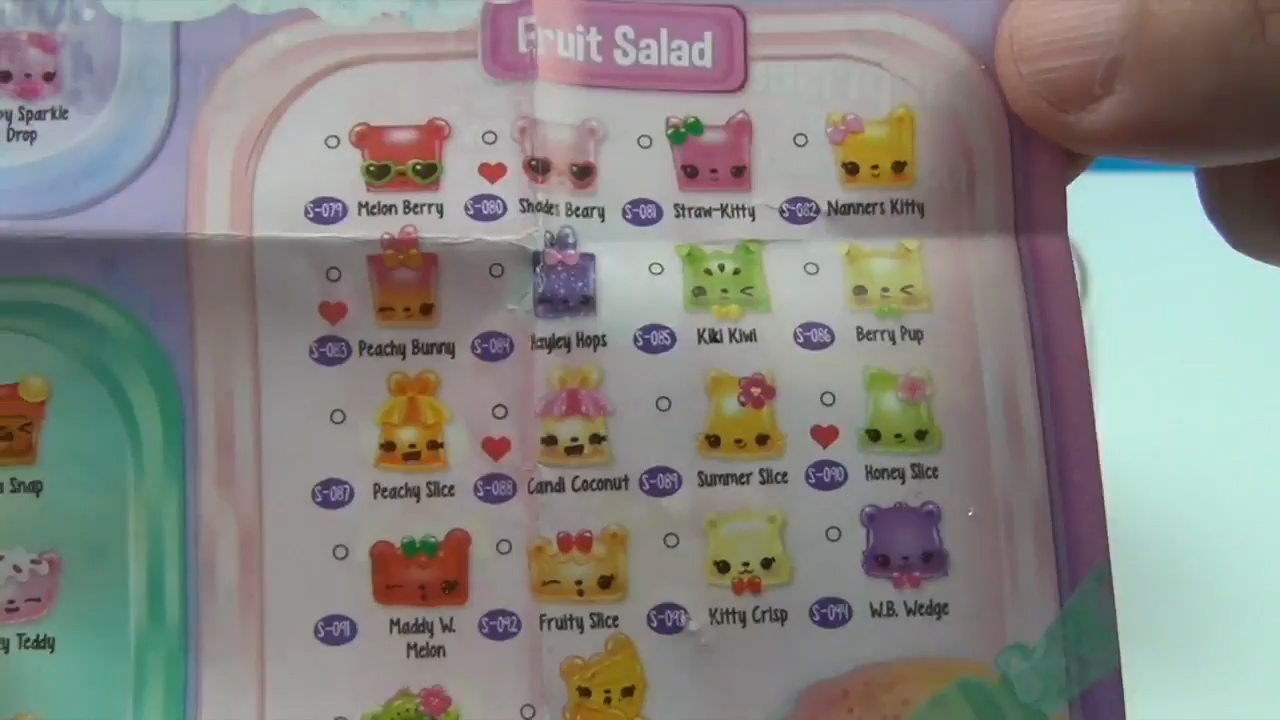 Fruit Salad
Sparkle
Drop
S-079 Melon Berry S-080 Shades Beary S-081 Straw-Kitty S-082 Nanners Kitty
S-083 Peachy Bunny S-084 Hayley Hops S-085 Kiki Kiwi S-086 Berry Pup
S-087 Peachy Slice S-088 Candi Coconut S-089 Summer Slice S-090 Honey Slice
Snap
S-091 Maddy W. S-092 Fruity Slice S-093 Kitty Crisp S-094 W.B. Wedge
Melon
Teddy